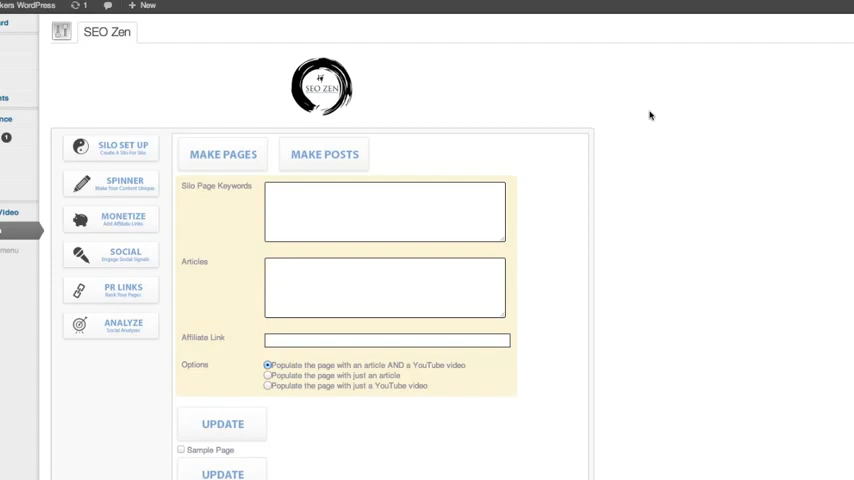 kers WordPress 1 + New
rd
SEO Zen
SEO ZEN
nts
nce
1
Video
menu
SILO SET UP
Create A Silo For Silo
SPINNER
Make Your Content Unique
MONETIZE
Add Affiliate Links
SOCIAL
Engage Social Signals
PR LINKS
Rank Your Pages
ANALYZE
Social Analyzer
MAKE PAGES MAKE POSTS
Silo Page Keywords
Articles
Affiliate Link
Options
Populate the page with an article AND a YouTube video
Populate the page with just an article
Populate the page with just a YouTube video
UPDATE
Sample Page
UPDATE